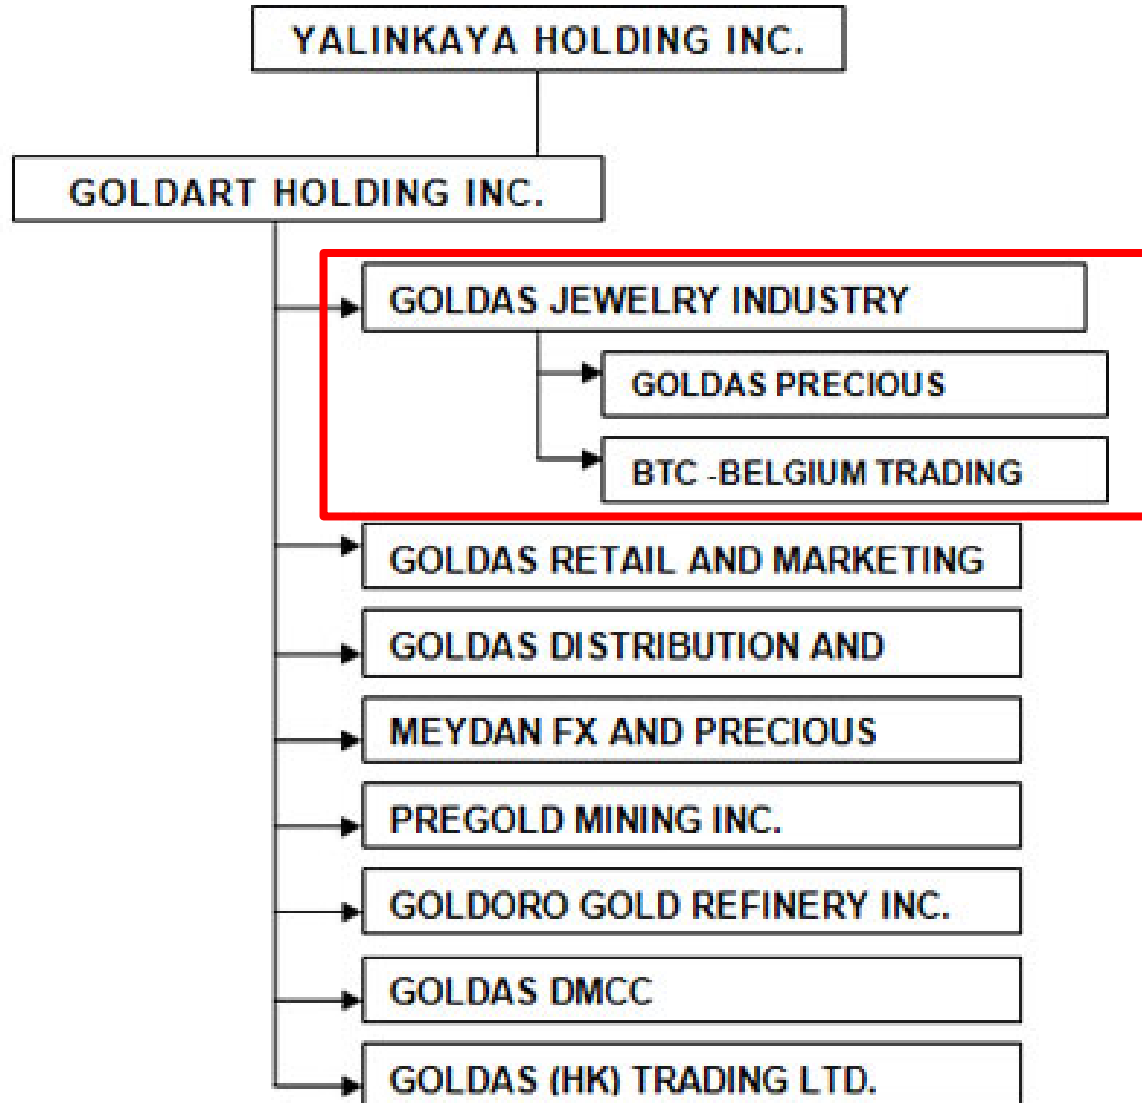 YALINKAYA HOLDING INC.
GOLDART HOLDING INC.
GOLDAS JEWELRY INDUSTRY
GOLDAS PRECIOUS
BTC -BELGIUM TRADING
GOLDAS RETAIL AND MARKETING
GOLDAS DISTRIBUTION AND
MEYDAN FX AND PRECIOUS
PREGOLD MINING INC.
GOLDORO GOLD REFINERY INC.
GOLDAS DMCC
GOLDAS (HK) TRADING LTD.